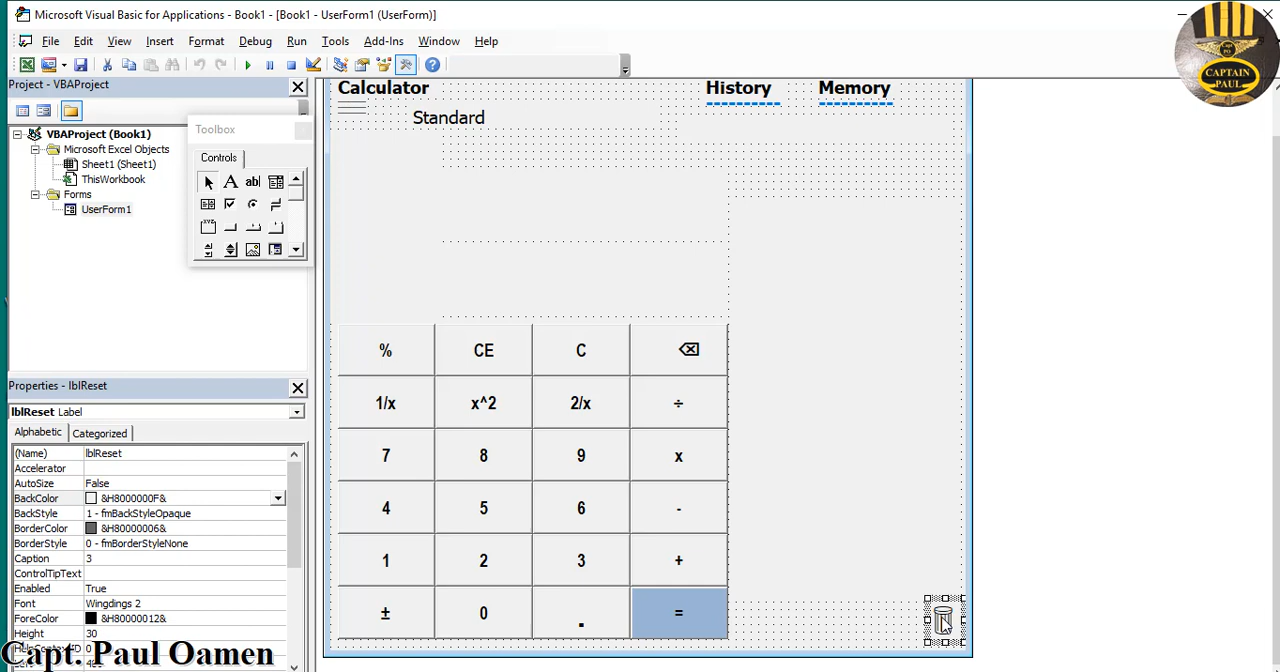 Microsoft Visual Basic for Applications - Book1 - [Book1 - UserForm1 (UserForm)]
File Edit View Insert Format Debug Run Tools Add-Ins Window Help
Project - VBAProject
VBAProject (Book1)
Microsoft Excel Objects
Sheet1 (Sheet1)
ThisWorkbook
Forms
UserForm1
Toolbox
Controls
A
ab|
XYZ
Properties - lblReset
lblReset Label
Alphabetic Categorized
(Name) lblReset
Accelerator
AutoSize False
BackColor &H8000000F&
BackStyle 1 - fmBackStyleOpaque
BorderColor &H80000006&
BorderStyle 0 - fmBorderStyleNone
Caption 3
ControlTipText
Enabled True
Font Wingdings 2
ForeColor &H80000012&
Height 30
Capt. Paul Oamen
Calculator
Standard
History Memory
% CE C ⌫
1/x x^2 2/x ÷
7 8 9 x
4 5 6 -
1 2 3 +
± 0 . =
CAPTAIN
PAUL